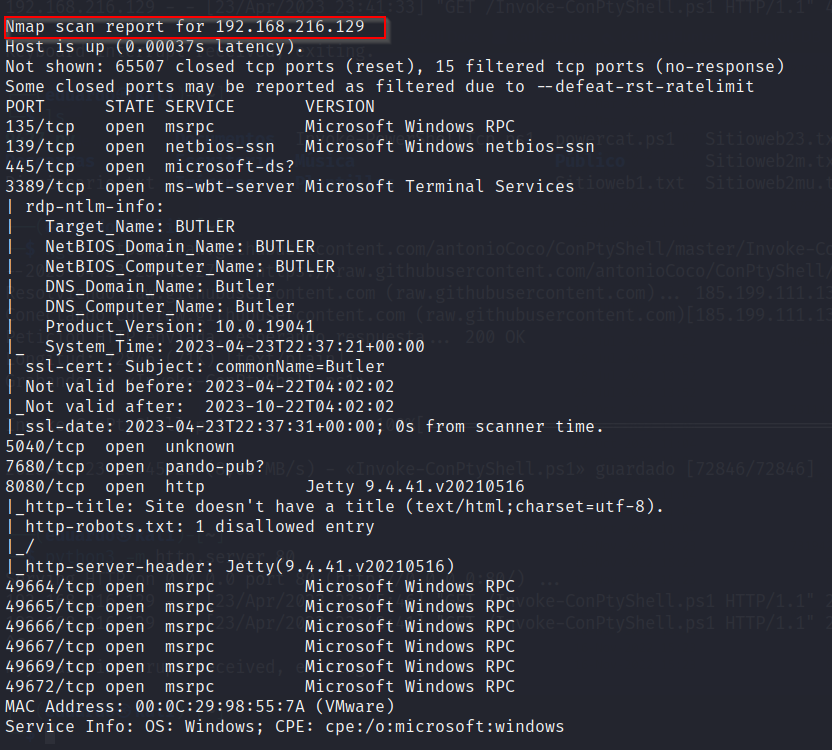 Nmap scan report for 192.168.216.129
Host is up (0.00037s latency).
Not shown: 65507 closed tcp ports (reset), 15 filtered tcp ports (no-response)
Some closed ports may be reported as filtered due to --defeat-rst-ratelimit
PORT      STATE SERVICE       VERSION
135/tcp   open  msrpc         Microsoft Windows RPC
139/tcp   open  netbios-ssn   Microsoft Windows netbios-ssn
445/tcp   open  microsoft-ds?
3389/tcp  open  ms-wbt-server Microsoft Terminal Services
| rdp-ntlm-info:
|   Target_Name: BUTLER
|   NetBIOS_Domain_Name: BUTLER
|   NetBIOS_Computer_Name: BUTLER
|   DNS_Domain_Name: Butler
|   DNS_Computer_Name: Butler
|   Product_Version: 10.0.19041
|_  System_Time: 2023-04-23T22:37:21+00:00
| ssl-cert: Subject: commonName=Butler
| Not valid before: 2023-04-22T04:02:02
|_Not valid after:  2023-10-22T04:02:02
|_ssl-date: 2023-04-23T22:37:31+00:00; 0s from scanner time.
5040/tcp  open  unknown
7680/tcp  open  pando-pub?
8080/tcp  open  http          Jetty 9.4.41.v20210516
|_http-title: Site doesn't have a title (text/html;charset=utf-8).
| http-robots.txt: 1 disallowed entry
|_/
|_http-server-header: Jetty(9.4.41.v20210516)
49664/tcp open  msrpc         Microsoft Windows RPC
49665/tcp open  msrpc         Microsoft Windows RPC
49666/tcp open  msrpc         Microsoft Windows RPC
49667/tcp open  msrpc         Microsoft Windows RPC
49669/tcp open  msrpc         Microsoft Windows RPC
49672/tcp open  msrpc         Microsoft Windows RPC
MAC Address: 00:0C:29:98:55:7A (VMware)
Service Info: OS: Windows; CPE: cpe:/o:microsoft:windows